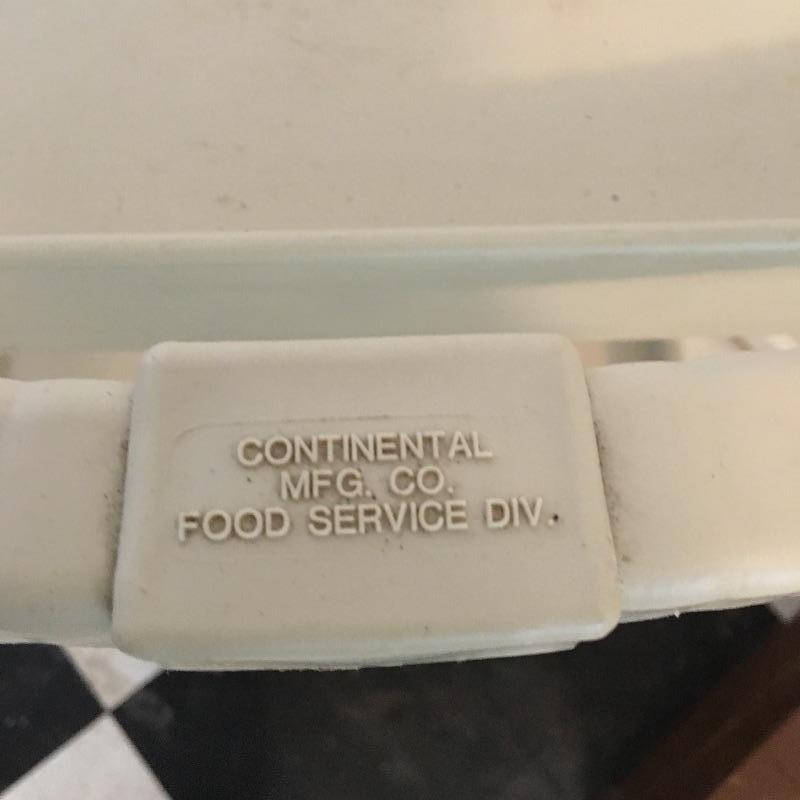 CONTINENTAL
MFG. CO.
FOOD SERVICE DIV.